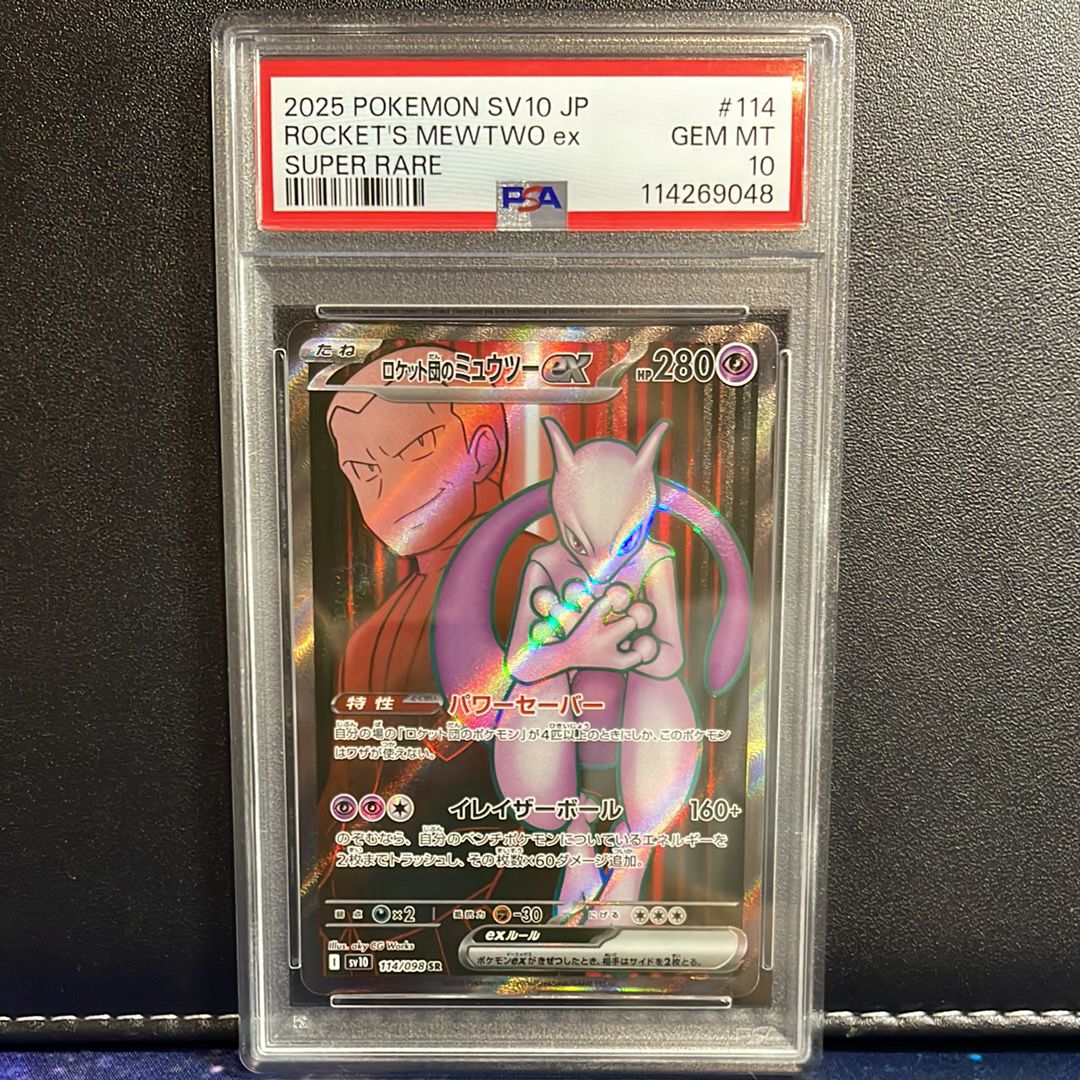 2025 POKEMON SV10 JP #114
ROCKET'S MEWTWO ex GEM MT
SUPER RARE 10
PSA 114269048
たね ロケット団のミュウツーex HP280
特性 パワーセーバー
自分の場の「ロケット団のポケモン」が4匹以上のときにしか、このポケモン
はワザが使えない。
イレイザーボール 160+
のぞむなら、自分のベンチポケモンについているエネルギーを
2枚までトラッシュし、その枚数×60ダメージ追加。
弱点 ×2 抵抗力 -30 にげる
exルール
ポケモンexがきぜつしたとき、相手はサイドを2枚とる。
Illus. aky CG Works
I sv10 114/098 SR